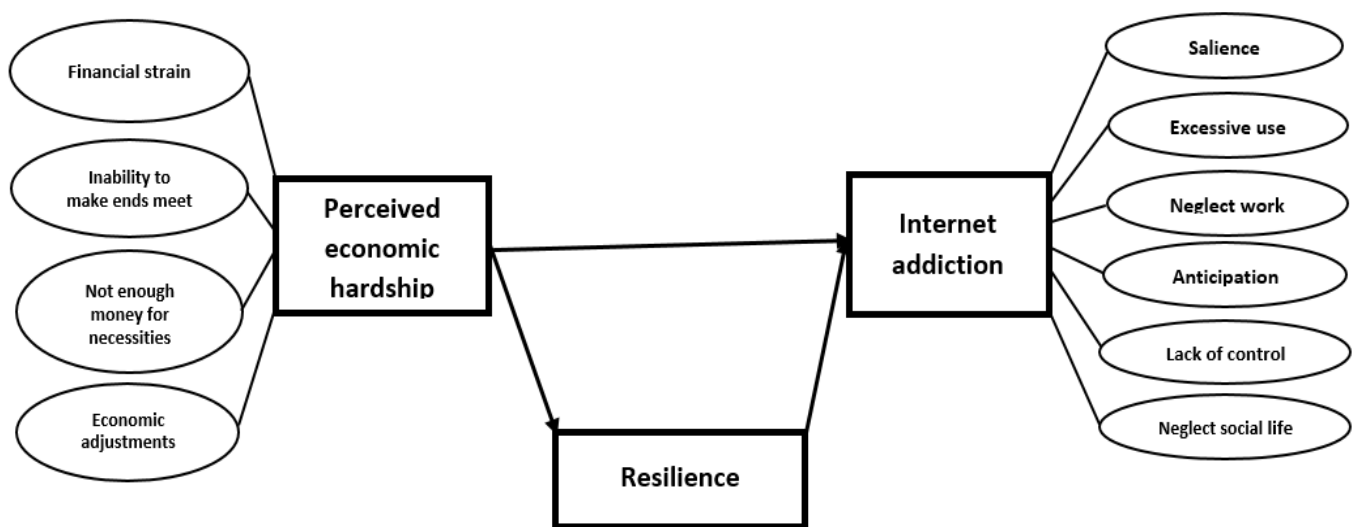 Financial strain
Inability to
make ends meet
Not enough
money for
necessities
Economic
adjustments
Perceived
economic
hardship
Resilience
Internet
addiction
Salience
Excessive use
Neglect work
Anticipation
Lack of control
Neglect social life